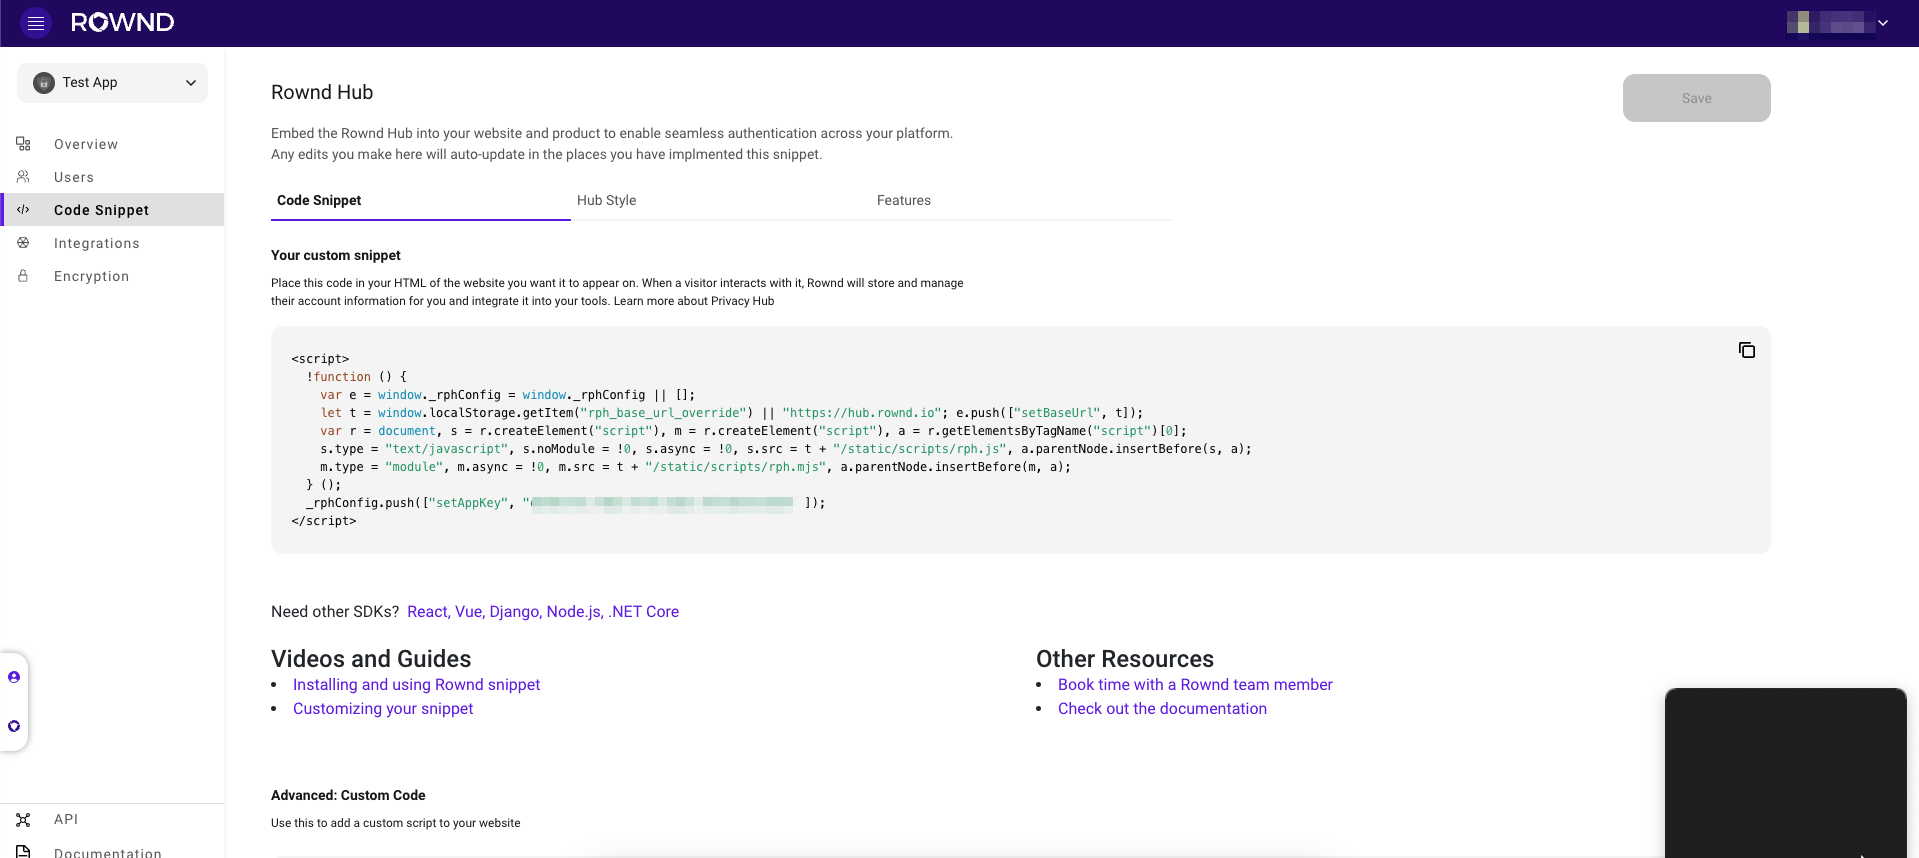 ROWND
Test App
Overview
Users
Code Snippet
Integrations
Encryption
API
Documentation
Rownd Hub
Save
Embed the Rownd Hub into your website and product to enable seamless authentication across your platform.
Any edits you make here will auto-update in the places you have implmented this snippet.
Code Snippet
Hub Style
Features
Your custom snippet
Place this code in your HTML of the website you want it to appear on. When a visitor interacts with it, Rownd will store and manage
their account information for you and integrate it into your tools. Learn more about Privacy Hub
<script>
!function () {
var e = window._rphConfig = window._rphConfig || [];
let t = window.localStorage.getItem("rph_base_url_override") || "https://hub.rownd.io"; e.push(["setBaseUrl", t]);
var r = document, s = r.createElement("script"), m = r.createElement("script"), a = r.getElementsByTagName("script")[0];
s.type = "text/javascript", s.noModule = !0, s.async = !0, s.src = t + "/static/scripts/rph.js", a.parentNode.insertBefore(s, a);
m.type = "module", m.async = !0, m.src = t + "/static/scripts/rph.mjs", a.parentNode.insertBefore(m, a);
} ();
_rphConfig.push(["setAppKey", " ]);
</script>
Need other SDKs? React, Vue, Django, Node.js, .NET Core
Videos and Guides
• Installing and using Rownd snippet
• Customizing your snippet
Other Resources
• Book time with a Rownd team member
• Check out the documentation
Advanced: Custom Code
Use this to add a custom script to your website